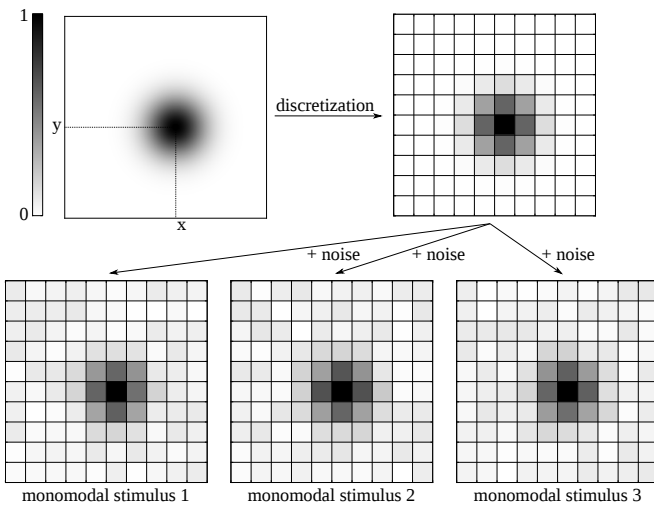 1
0
y
x
discretization
+ noise
+ noise
+ noise
monomodal stimulus 1
monomodal stimulus 2
monomodal stimulus 3